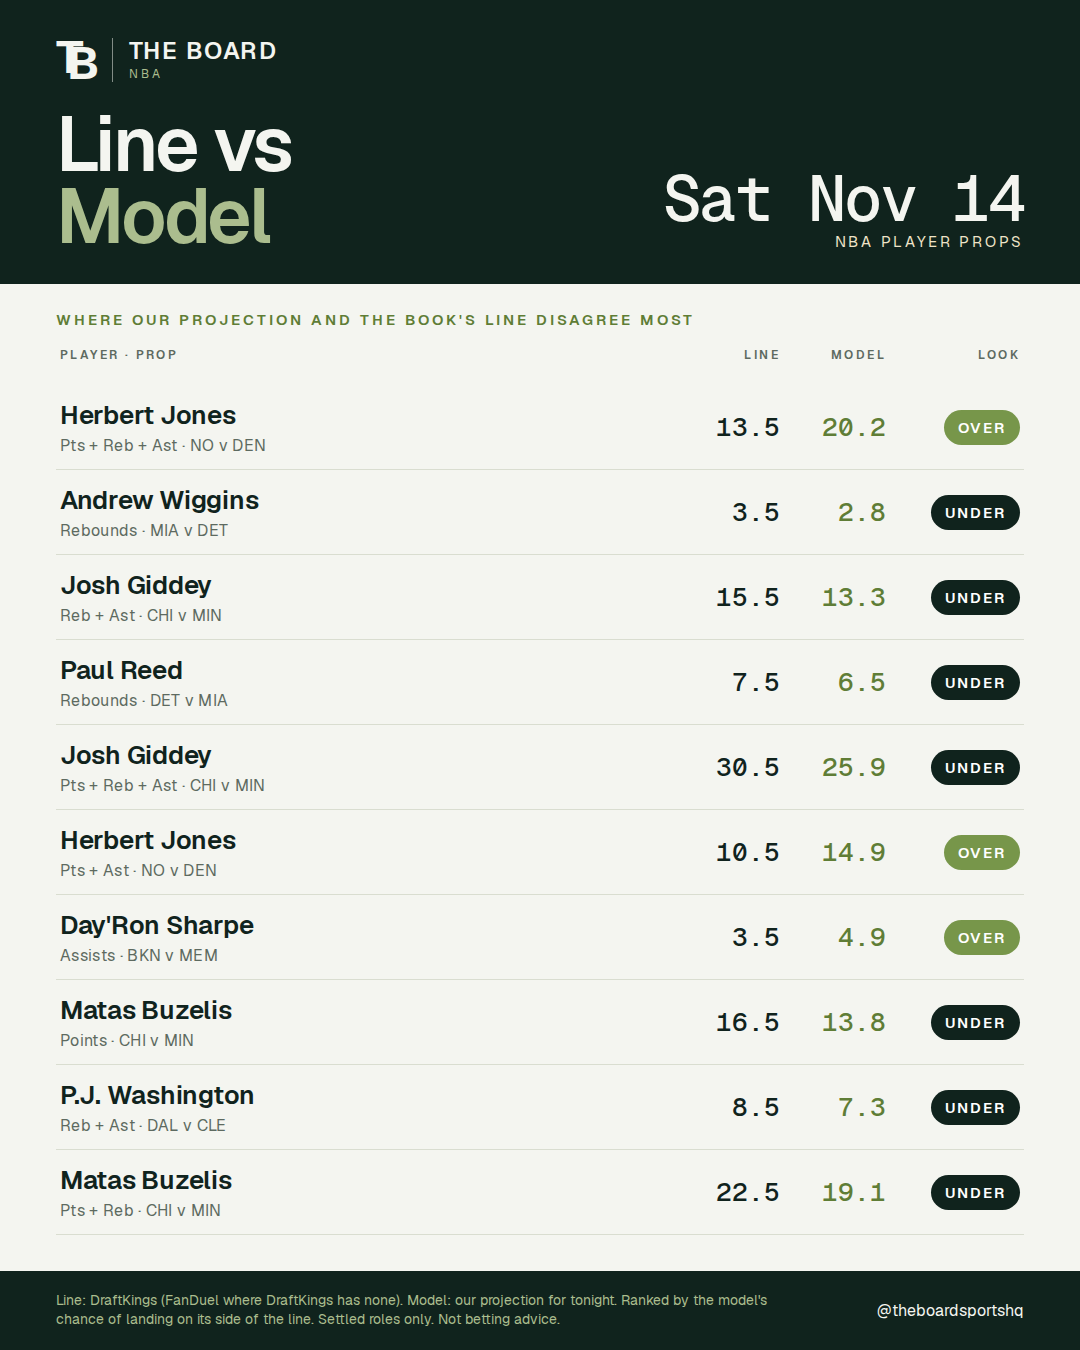 TB
THE BOARD
NBA
Line vs
Model
Sat Nov 14
NBA PLAYER PROPS
WHERE OUR PROJECTION AND THE BOOK'S LINE DISAGREE MOST
PLAYER · PROP LINE MODEL LOOK
Herbert Jones
Pts + Reb + Ast · NO v DEN
13.5 20.2 OVER
Andrew Wiggins
Rebounds · MIA v DET
3.5 2.8 UNDER
Josh Giddey
Reb + Ast · CHI v MIN
15.5 13.3 UNDER
Paul Reed
Rebounds · DET v MIA
7.5 6.5 UNDER
Josh Giddey
Pts + Reb + Ast · CHI v MIN
30.5 25.9 UNDER
Herbert Jones
Pts + Ast · NO v DEN
10.5 14.9 OVER
Day'Ron Sharpe
Assists · BKN v MEM
3.5 4.9 OVER
Matas Buzelis
Points · CHI v MIN
16.5 13.8 UNDER
P.J. Washington
Reb + Ast · DAL v CLE
8.5 7.3 UNDER
Matas Buzelis
Pts + Reb · CHI v MIN
22.5 19.1 UNDER
Line: DraftKings (FanDuel where DraftKings has none). Model: our projection for tonight. Ranked by the model's
chance of landing on its side of the line. Settled roles only. Not betting advice.
@theboardsportshq